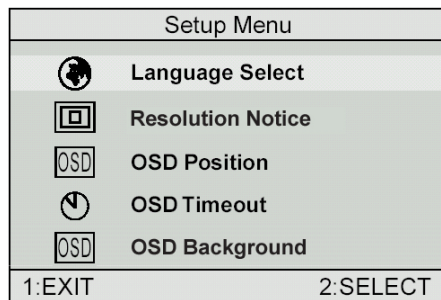 Setup Menu
Language Select
Resolution Notice
OSD OSD Position
OSD Timeout
OSD OSD Background
1:EXIT 2:SELECT